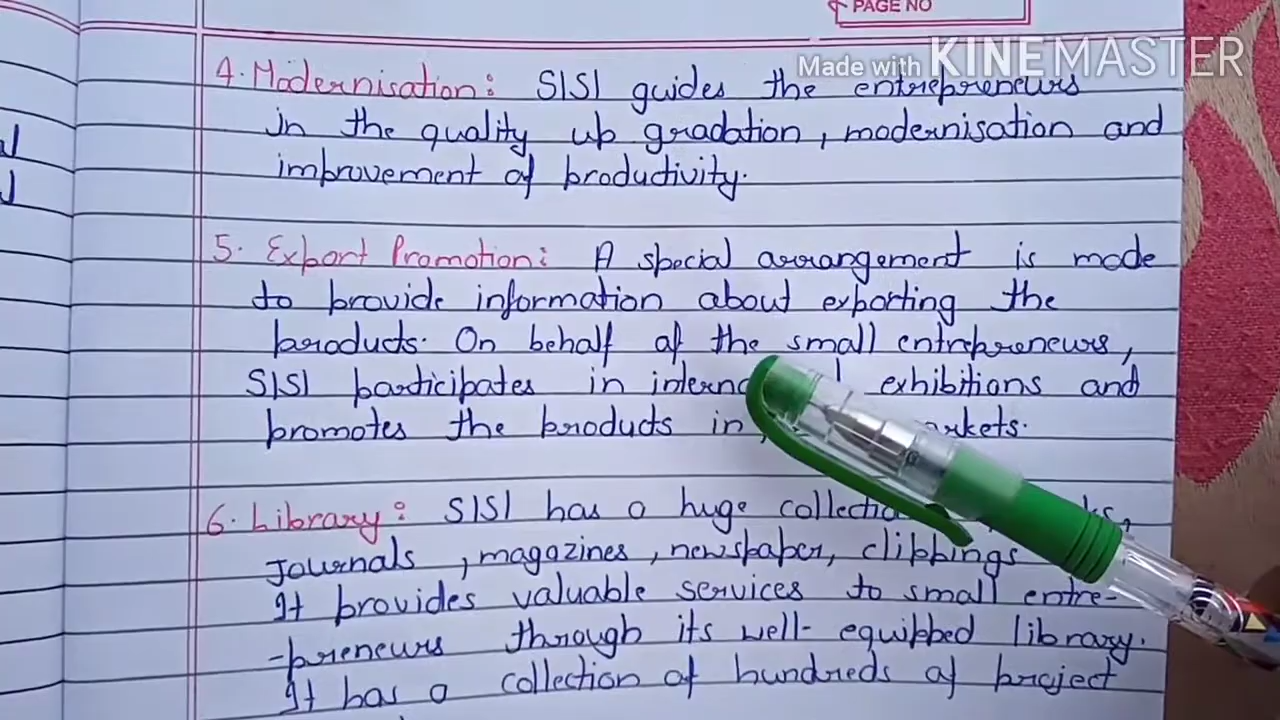 PAGE NO
Made with KINEMASTER
4. Modernisation: SISI guides the entrepreneurs
in the quality up gradation, modernisation and
improvement of productivity.
5. Export Promotion: A special arrangement is made
to provide information about exporting the
products. On behalf of the small entrepreneurs,
SISI participates in exhibitions and
promotes the products in
6. Library: SISI has a huge
Journals, magazines, newspaper, clippings
It provides valuable services to small entre-
-preneurs through its well-equipped library.
It has a collection of hundreds of project